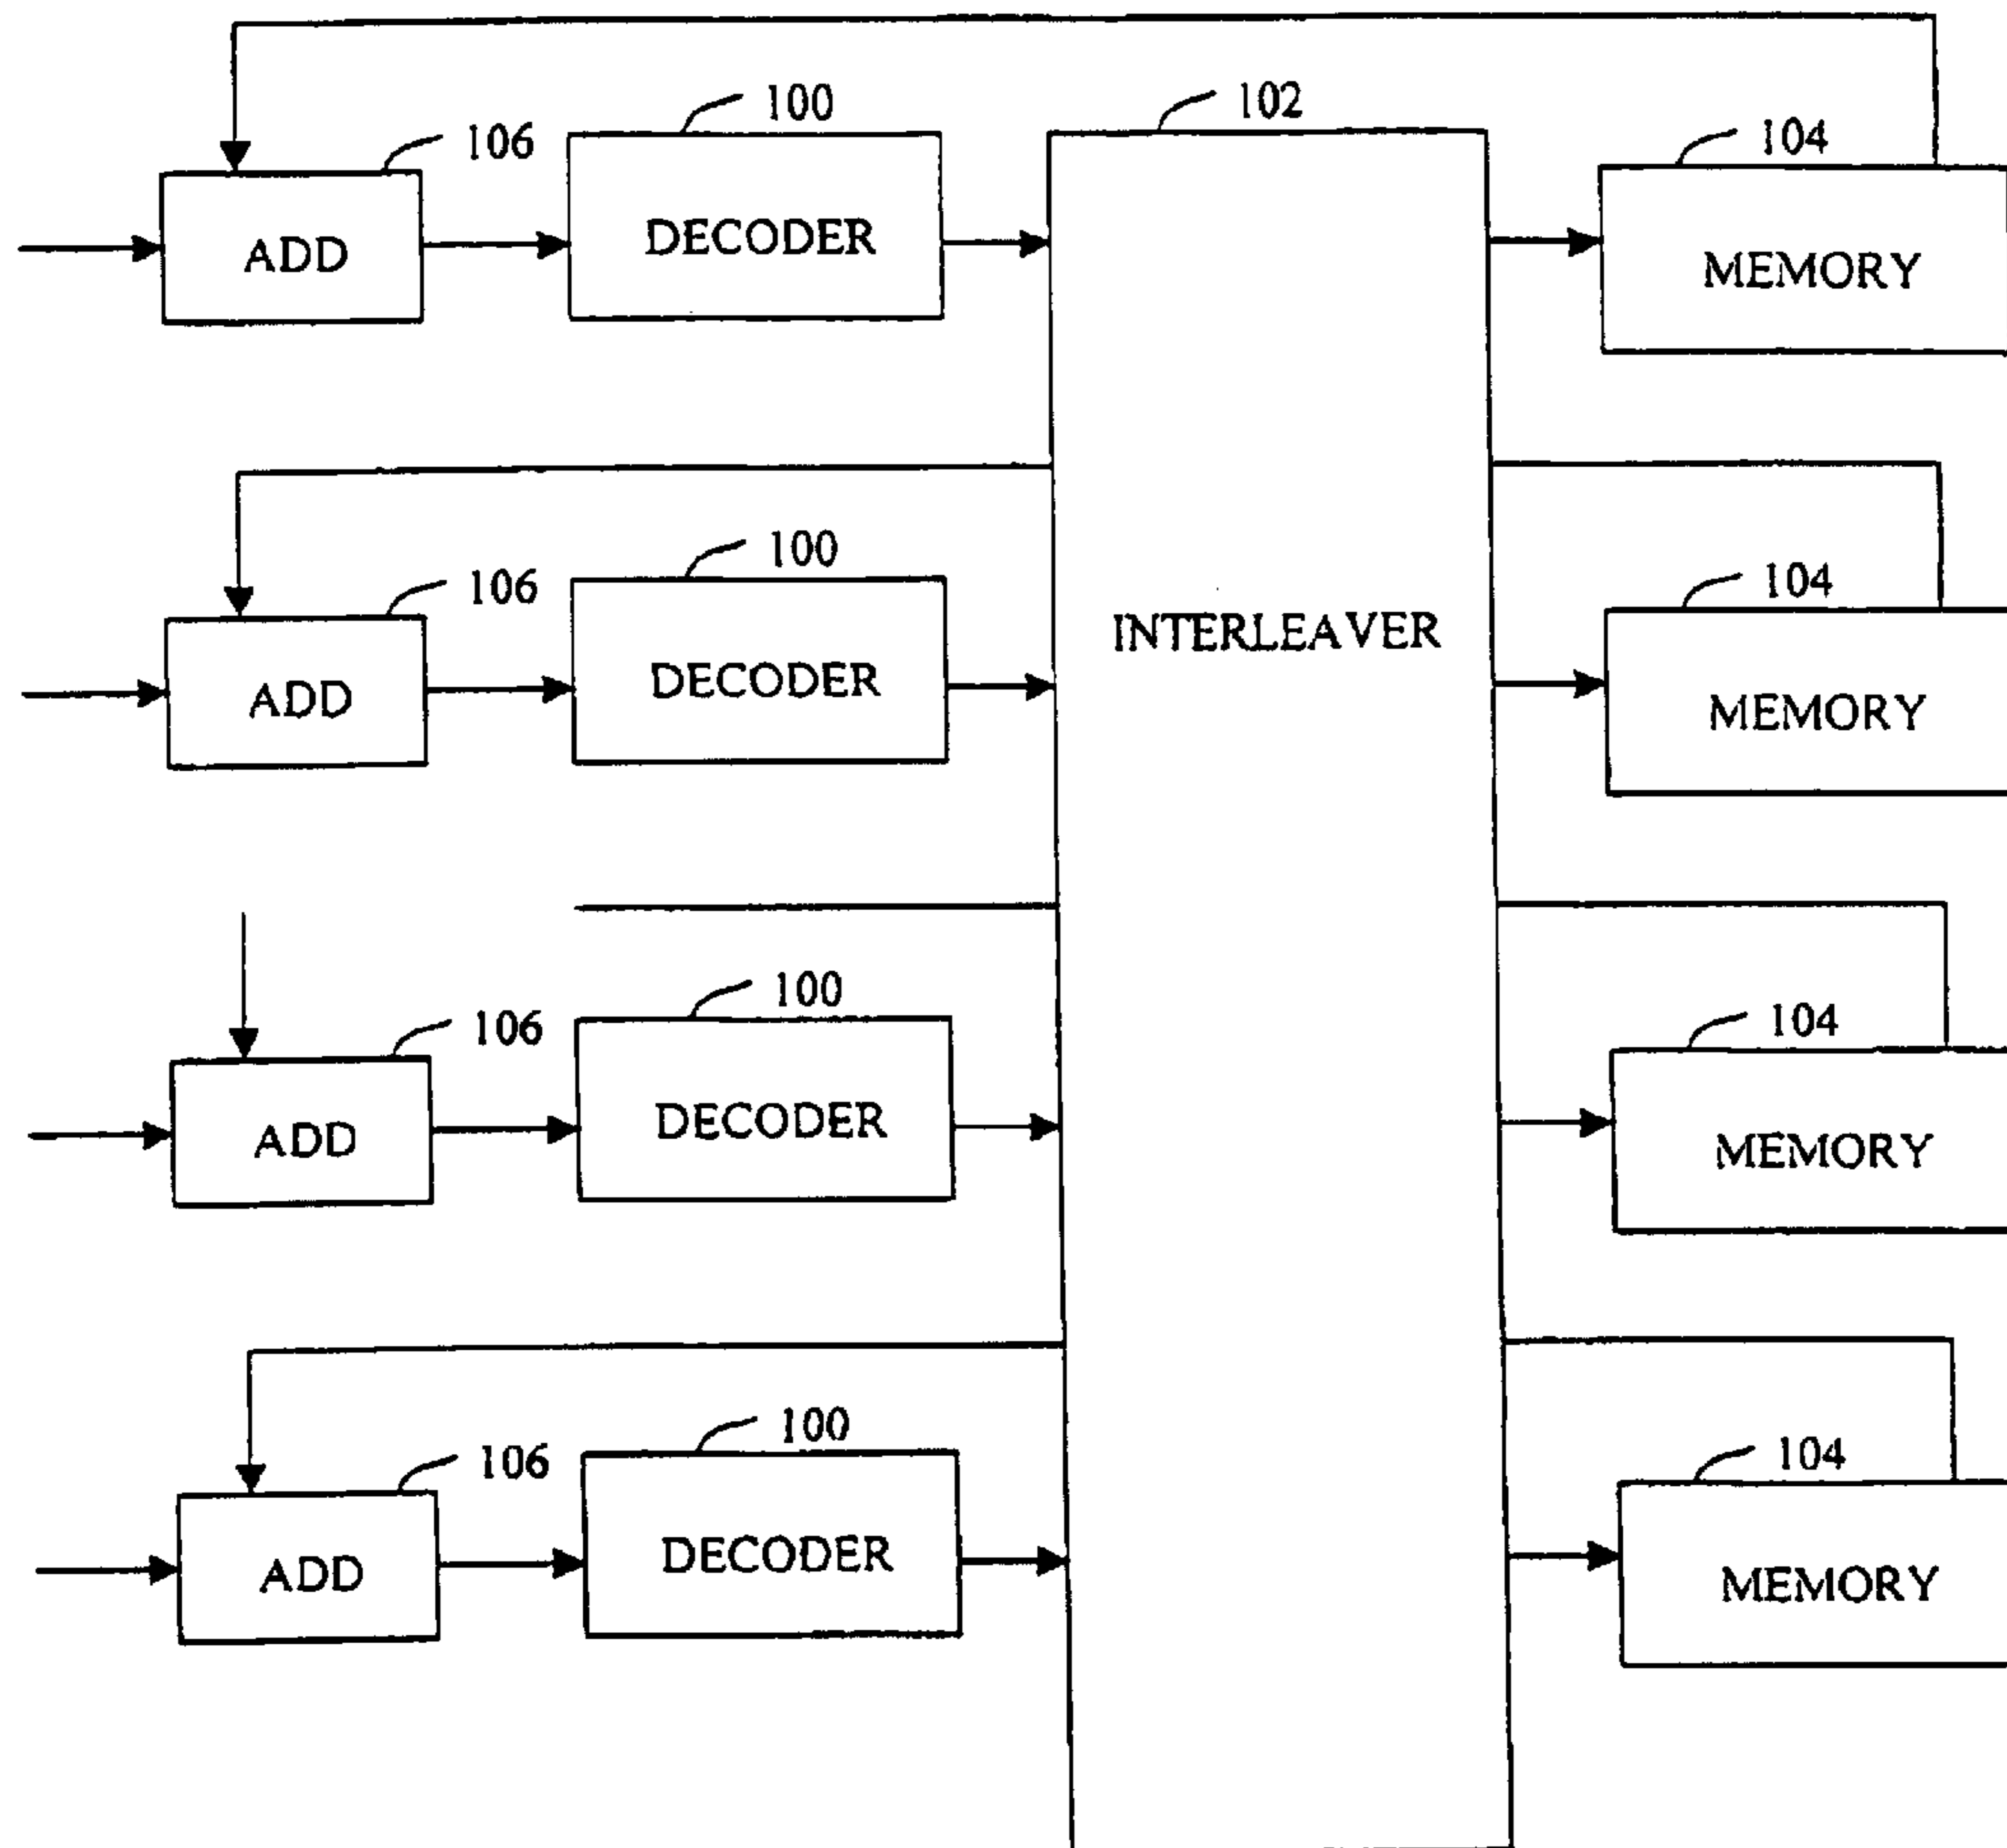 100
102
106
104
ADD
DECODER
MEMORY
100
106
104
INTERLEAVER
ADD
DECODER
MEMORY
100
106
104
ADD
DECODER
MEMORY
100
106
104
ADD
DECODER
MEMORY